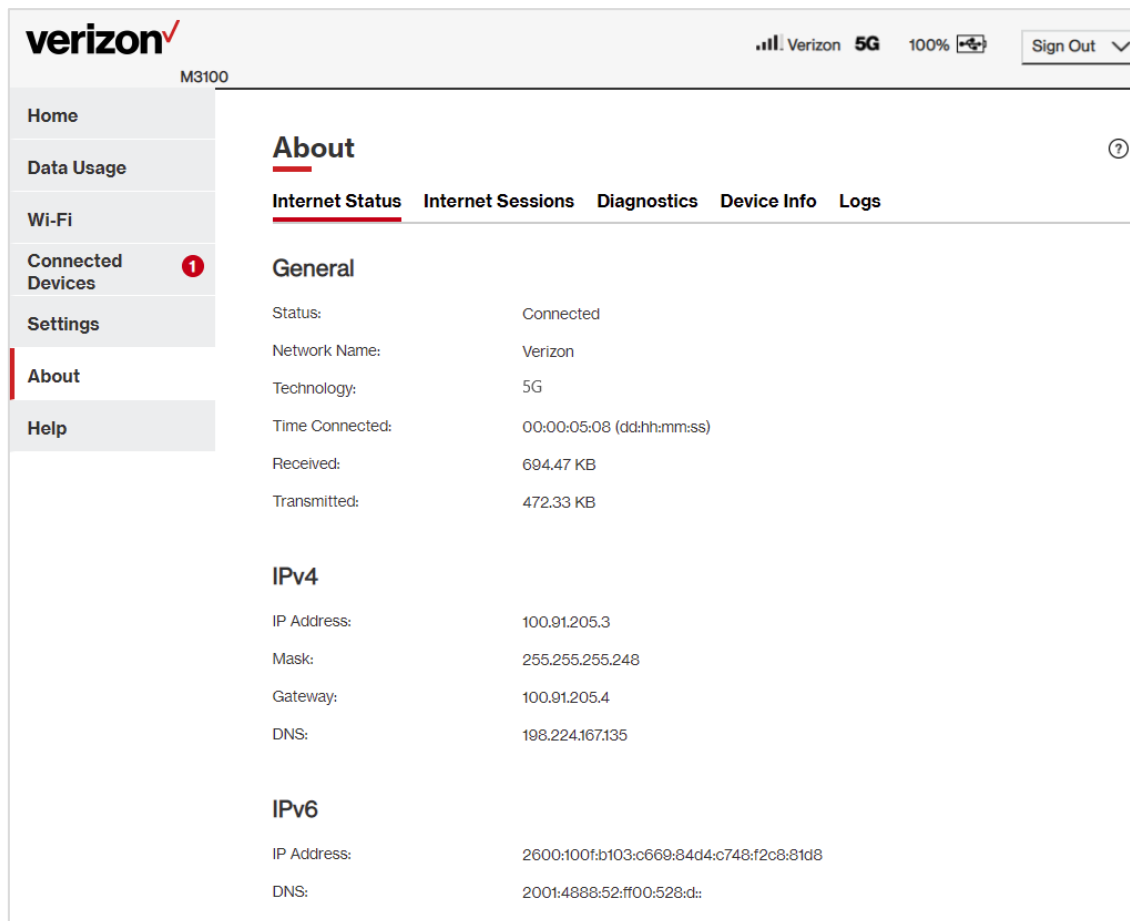 verizon
Verizon 5G 100% Sign Out
M3100
Home
Data Usage
Wi-Fi
Connected
Devices
1
Settings
About
Help
About
?
Internet Status Internet Sessions Diagnostics Device Info Logs
General
Status: Connected
Network Name: Verizon
Technology: 5G
Time Connected: 00:00:05:08 (dd:hh:mm:ss)
Received: 694.47 KB
Transmitted: 472.33 KB
IPv4
IP Address: 100.91.205.3
Mask: 255.255.255.248
Gateway: 100.91.205.4
DNS: 198.224.167.135
IPv6
IP Address: 2600:100f:b103:c669:84d4:c748:f2c8:81d8
DNS: 2001:4888:52:ff00:528:d::